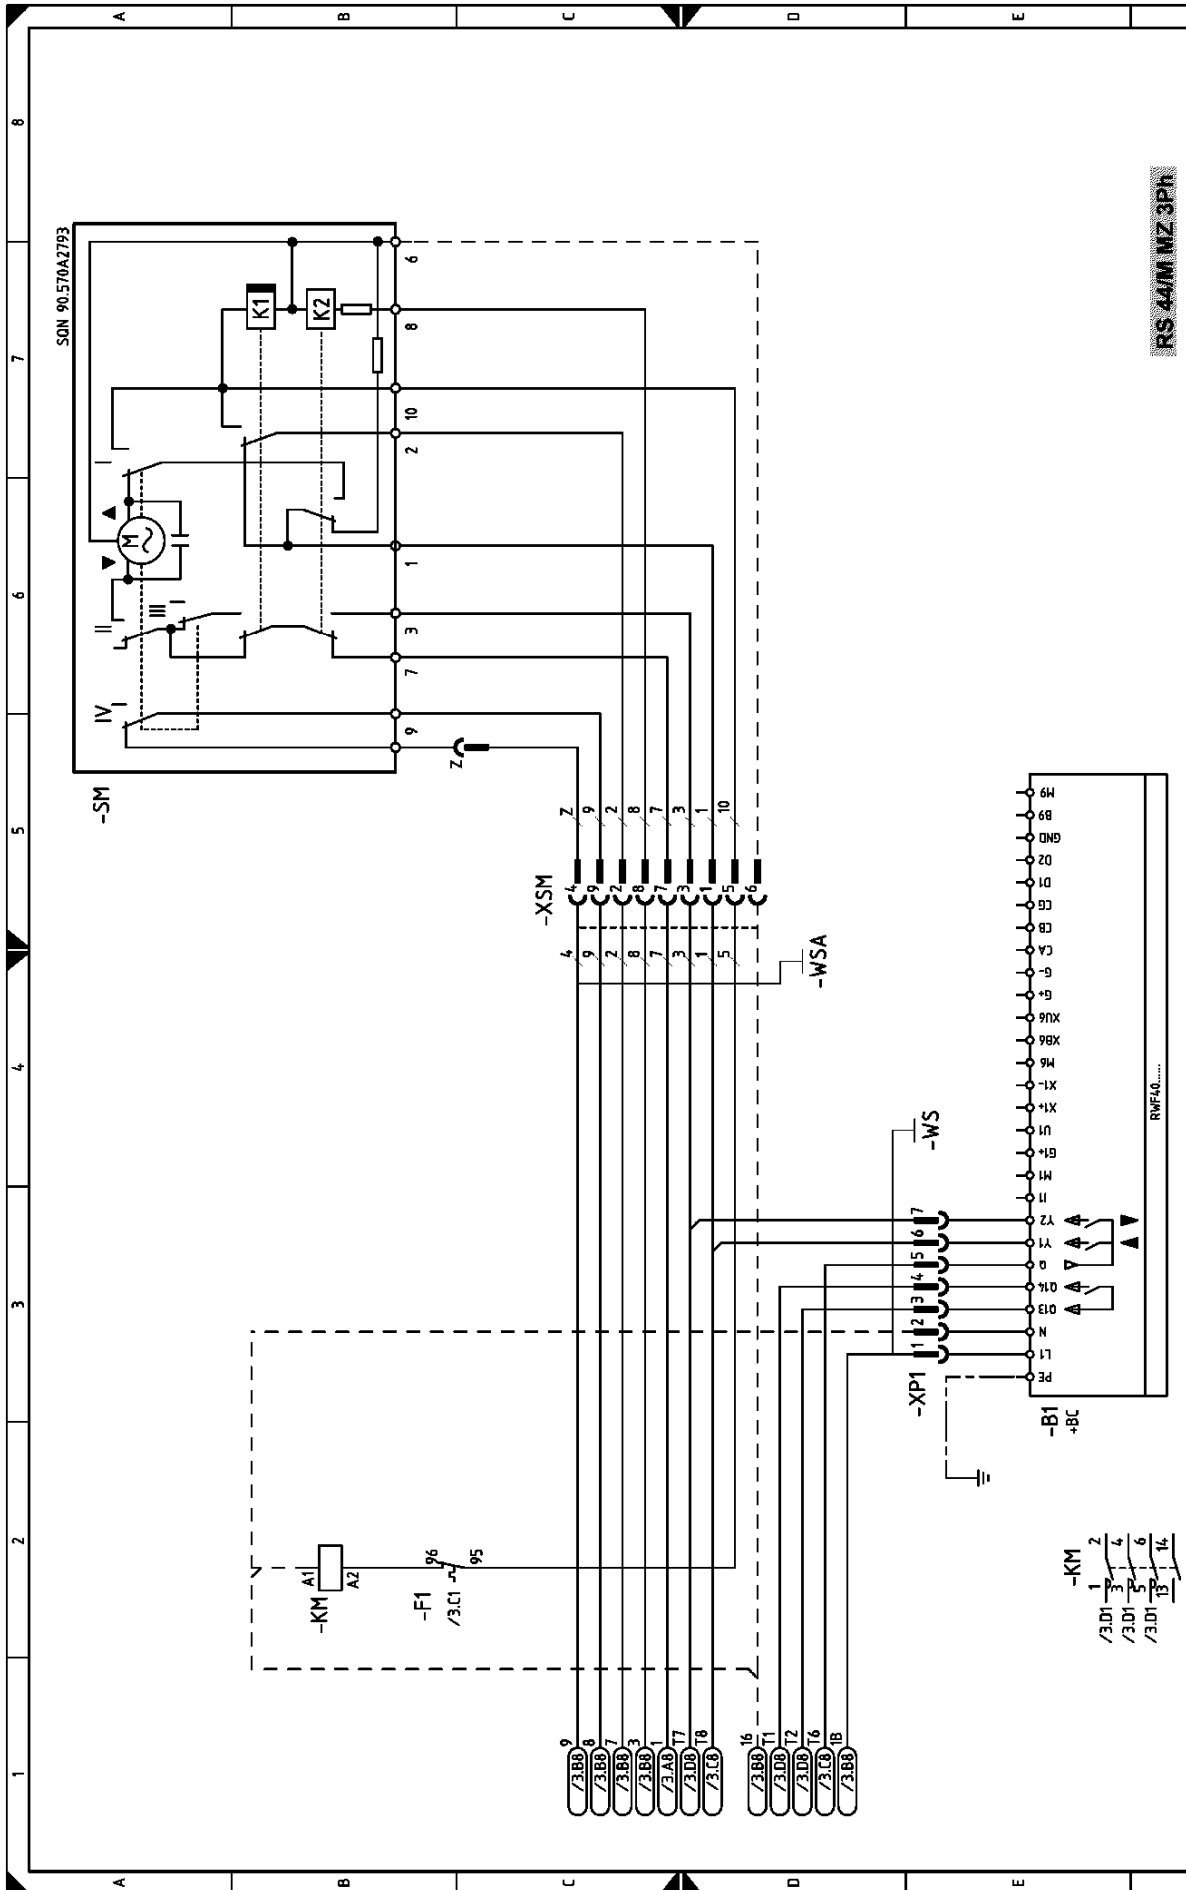 A
B
C
D
E
8
7
6
5
4
3
2
1
A
B
C
D
E
RS 44/M MZ 3Ph
SQN 90.570A2793
-SM
K1
K2
M
I
II
III
IV
9
7
3
1
2
10
8
6
Z
-XSM
Z
9
2
8
7
3
1
10
4
9
2
8
7
3
1
5
6
4
9
2
8
7
3
1
5
-WSA
-WS
-KM
A1
A2
-F1
/3.C1
96
95
9
/3.B8
8
/3.B8
7
/3.B8
3
/3.B8
1
/3.A8
T7
/3.D8
T8
/3.C8
16
/3.B8
T1
/3.D8
T2
/3.D8
T6
/3.C8
1B
/3.B8
-XP1
1
2
3
4
5
6
7
-B1
+BC
PE
L1
N
Q13
Q14
Q
Y1
Y2
I1
M1
G1+
U1
X1+
X1-
M6
XB6
XU6
G+
G-
CA
CB
CG
D1
D2
GND
B9
M9
RWF40......
-KM
/3.D1
1
2
/3.D1
3
4
/3.D1
5
6
13
14